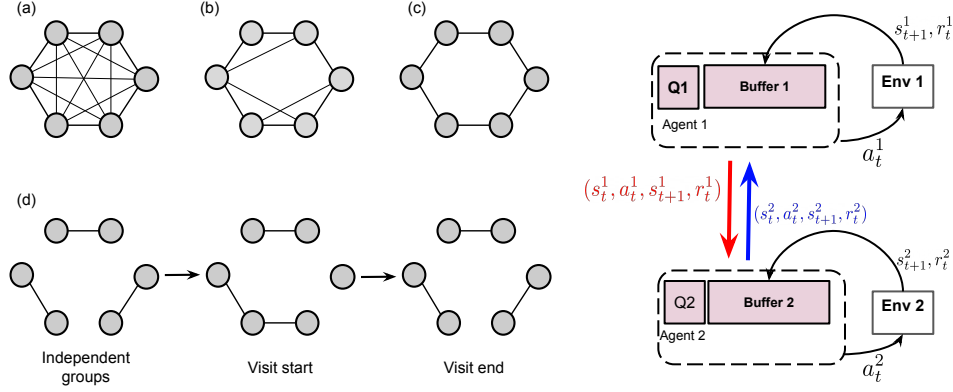 (a)
(b)
(c)
(d)
Independent
groups
Visit start
Visit end
s^1_{t+1}, r^1_t
Q1
Buffer 1
Env 1
Agent 1
a^1_t
(s^1_t, a^1_t, s^1_{t+1}, r^1_t)
(s^2_t, a^2_t, s^2_{t+1}, r^2_t)
s^2_{t+1}, r^2_t
Q2
Buffer 2
Env 2
Agent 2
a^2_t